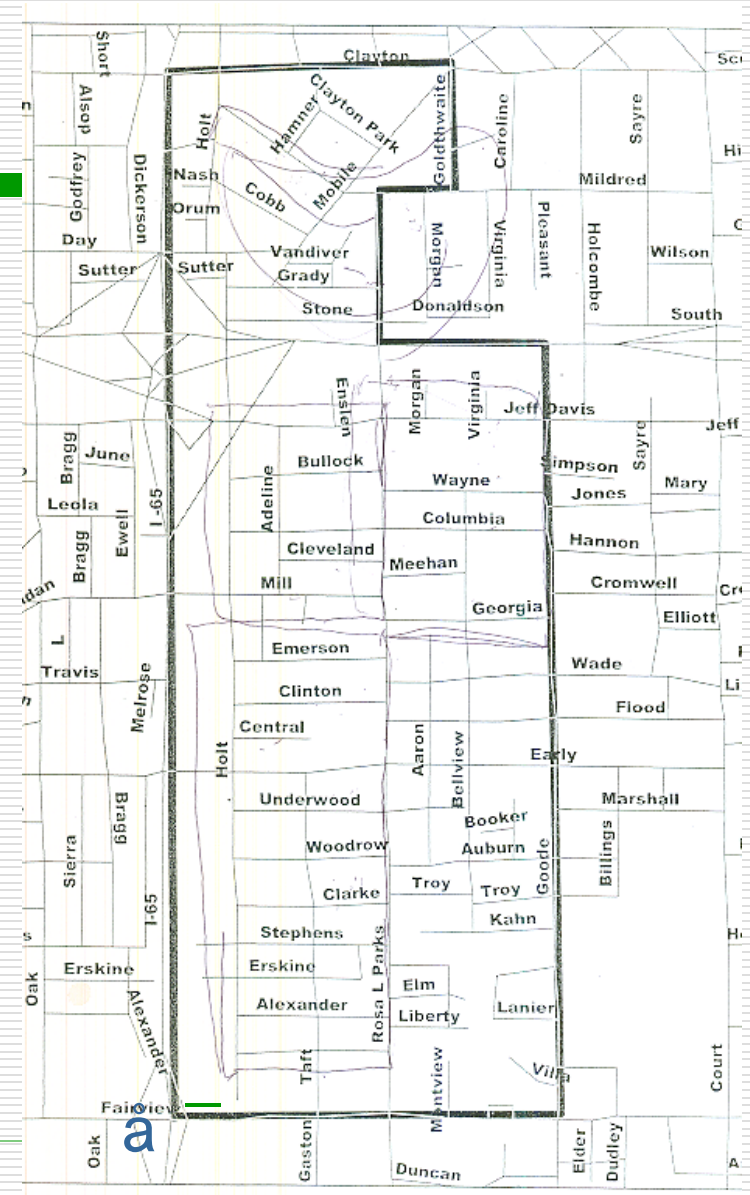 Short
Clayton
Alsop
Holt
Hamner
Clayton Park
Goldthwaite
Caroline
Sayre
Godfrey
Dickerson
Nash
Cobb
Mobile
Mildred
Orum
Day
Vandiver
Morgan
Virginia
Pleasant
Holcombe
Wilson
Sutter
Sutter
Grady
Stone
Donaldson
South
Enslen
Morgan
Virginia
Jeff Davis
Jeff
Bragg
June
Bullock
Sayre
Adeline
Wayne
impson
Jones
Mary
Leola
I-65
Ewell
Columbia
Bragg
Cleveland
Meehan
Hannon
Mill
Cromwell
Georgia
Elliott
L
Travis
Emerson
Wade
Melrose
Clinton
Flood
Central
Holt
Aaron
Bellview
Early
Underwood
Marshall
Bragg
Booker
Sierra
Woodrow
Auburn
Goode
Billings
Clarke
Troy
Troy
I-65
Kahn
Stephens
Rosa L Parks
Erskine
Erskine
Oak
Elm
Alexander
Alexander
Liberty
Lanier
Taft
Montview
Villa
Court
Fairview
å
Oak
Gaston
Duncan
Elder
Dudley